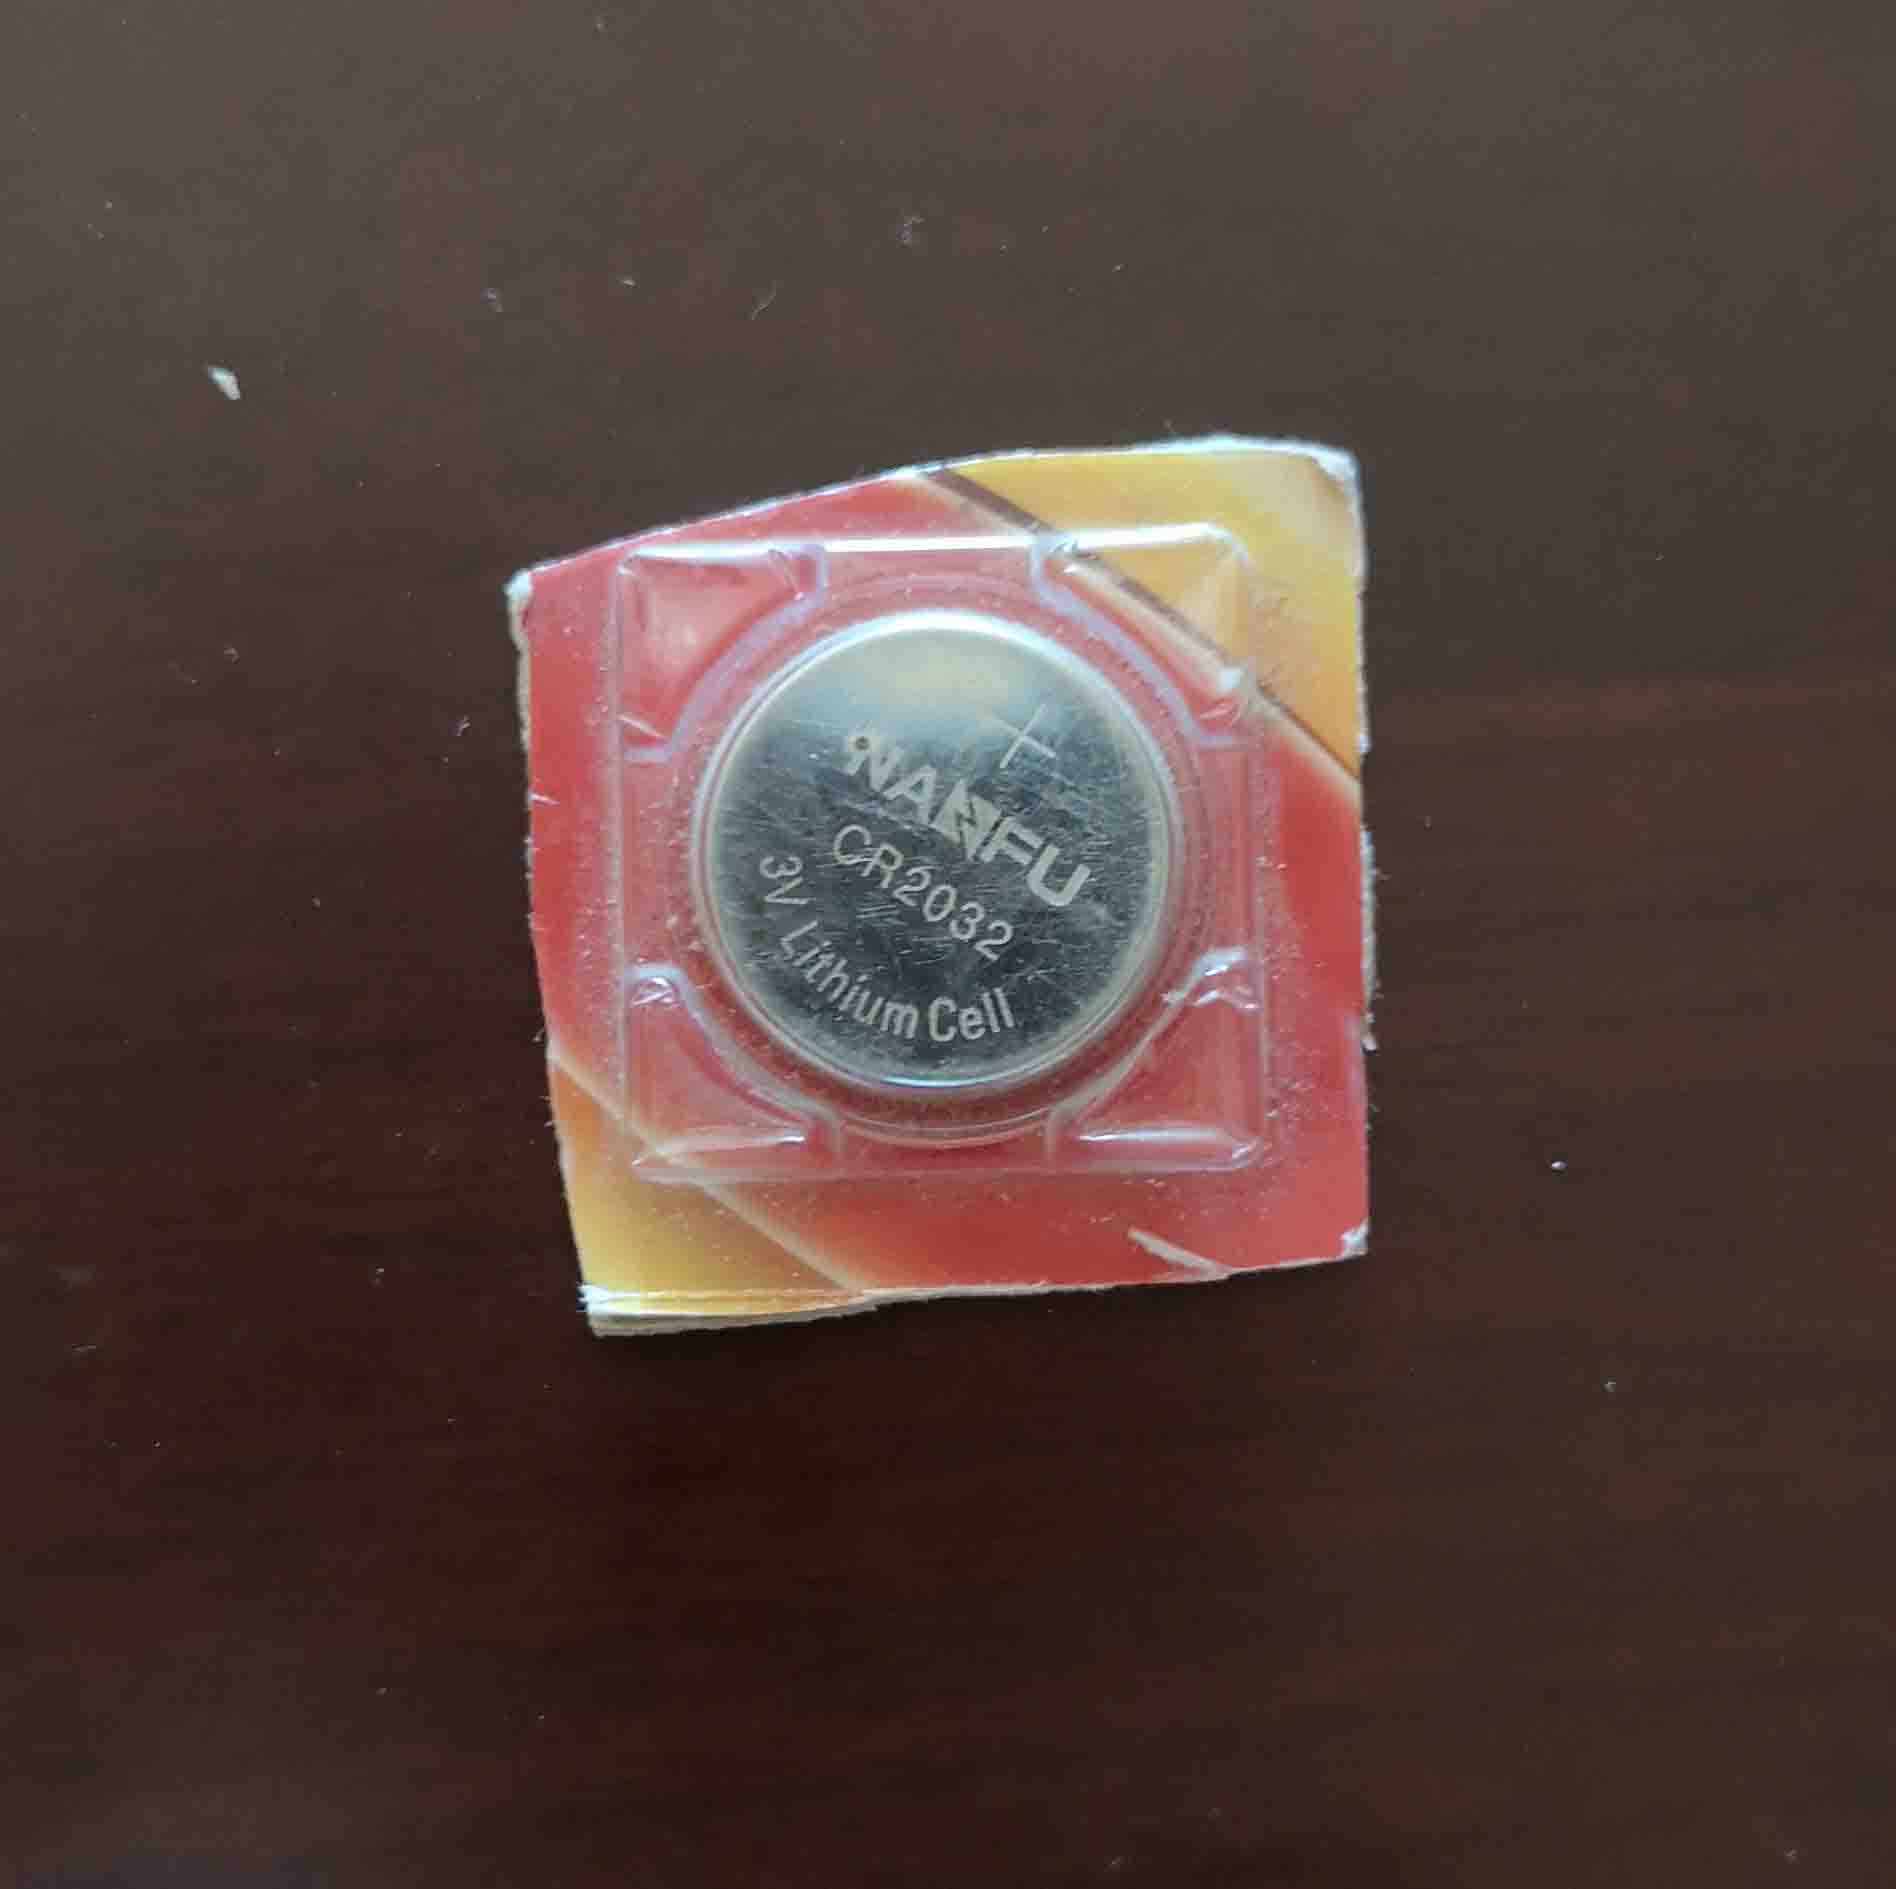 +
NANFU
CR2032
3V Lithium Cell